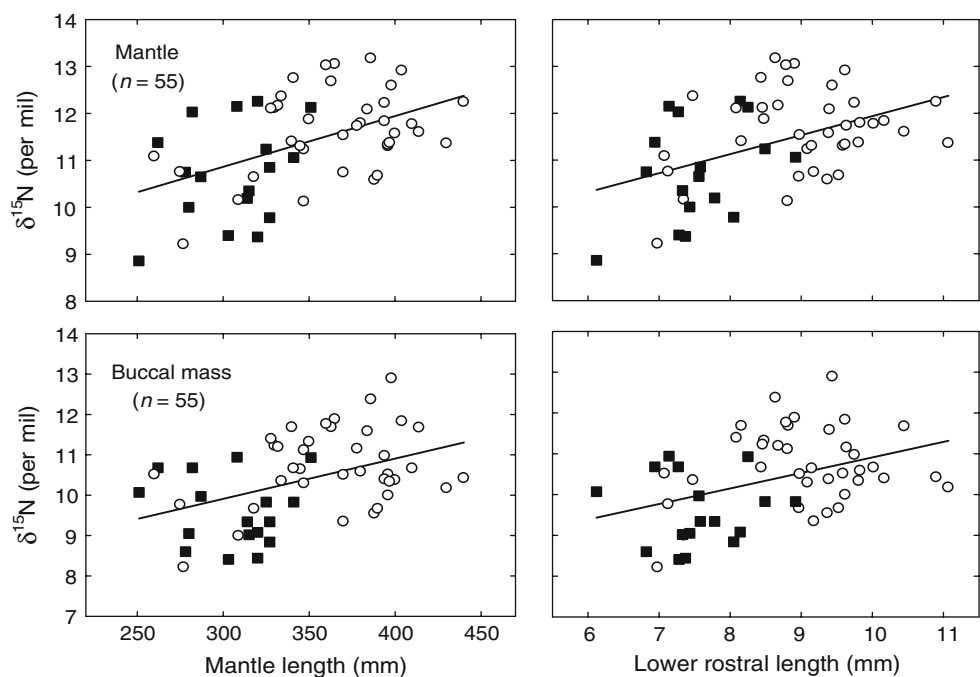 14
13
12
11
10
9
8
δ¹⁵N (per mil)
Mantle
(n = 55)
14
13
12
11
10
9
8
7
δ¹⁵N (per mil)
Buccal mass
(n = 55)
250 300 350 400 450
Mantle length (mm)
6 7 8 9 10 11
Lower rostral length (mm)